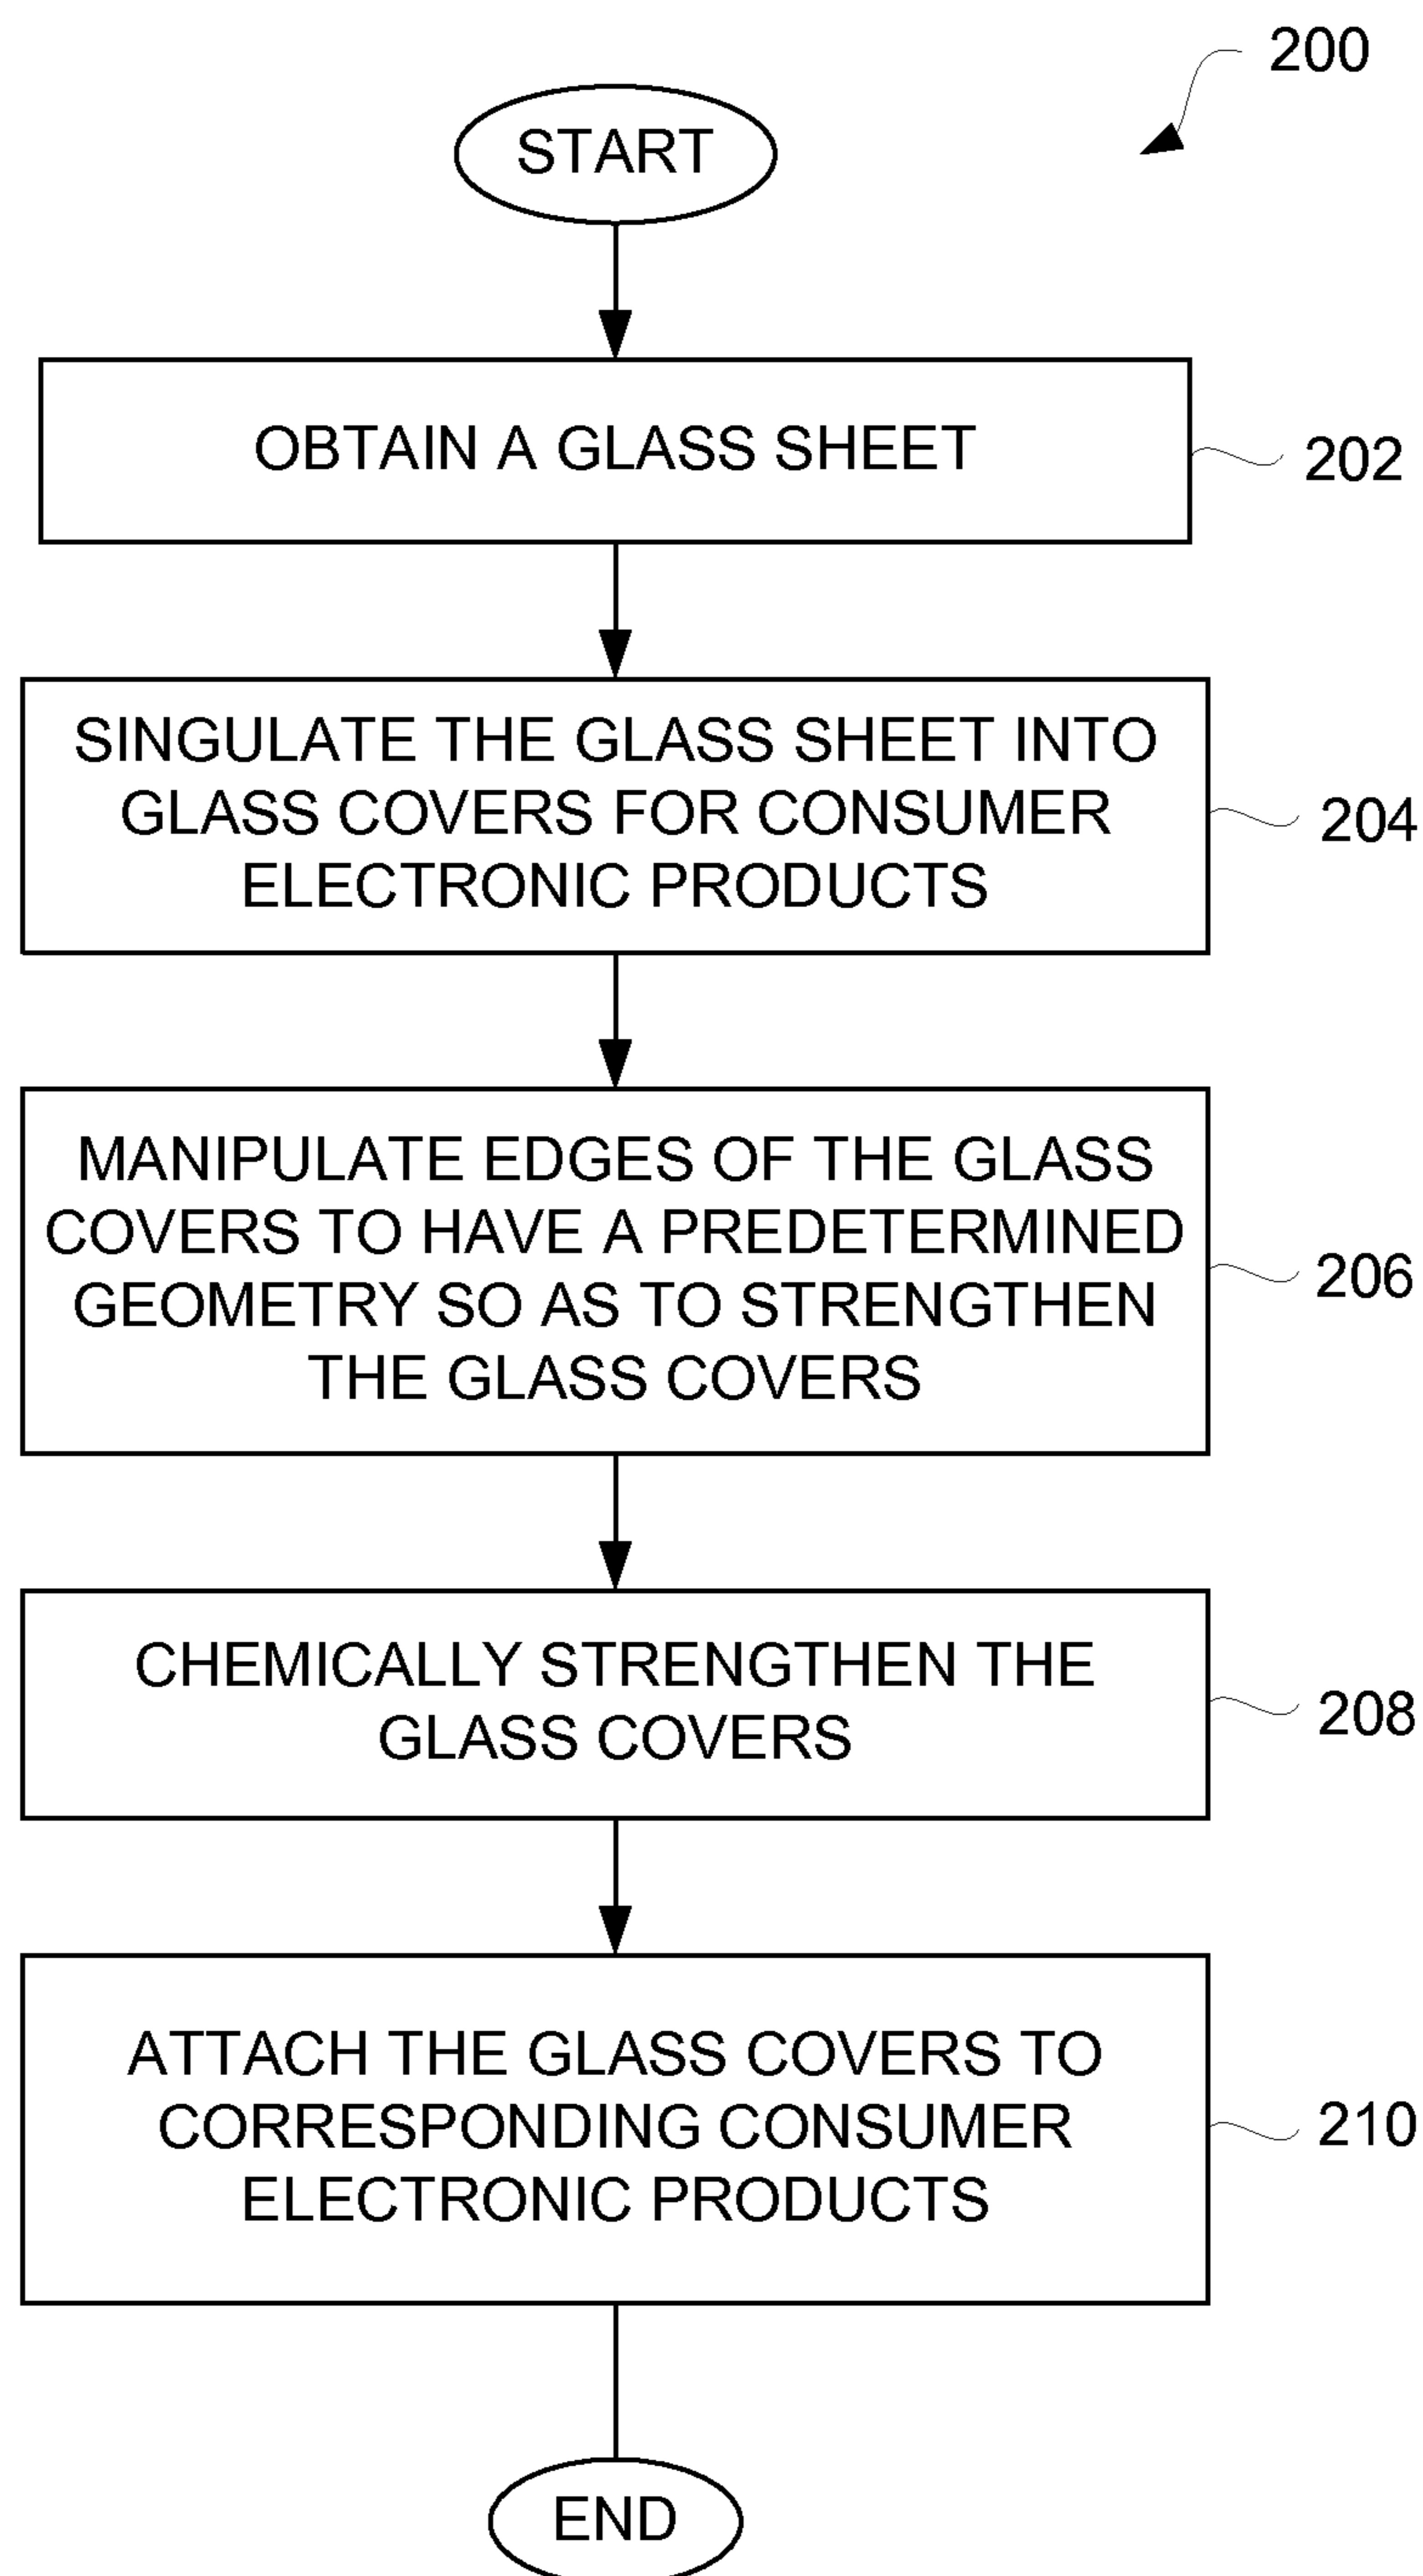 200
START
OBTAIN A GLASS SHEET
202
SINGULATE THE GLASS SHEET INTO
GLASS COVERS FOR CONSUMER
ELECTRONIC PRODUCTS
204
MANIPULATE EDGES OF THE GLASS
COVERS TO HAVE A PREDETERMINED
GEOMETRY SO AS TO STRENGTHEN
THE GLASS COVERS
206
CHEMICALLY STRENGTHEN THE
GLASS COVERS
208
ATTACH THE GLASS COVERS TO
CORRESPONDING CONSUMER
ELECTRONIC PRODUCTS
210
END